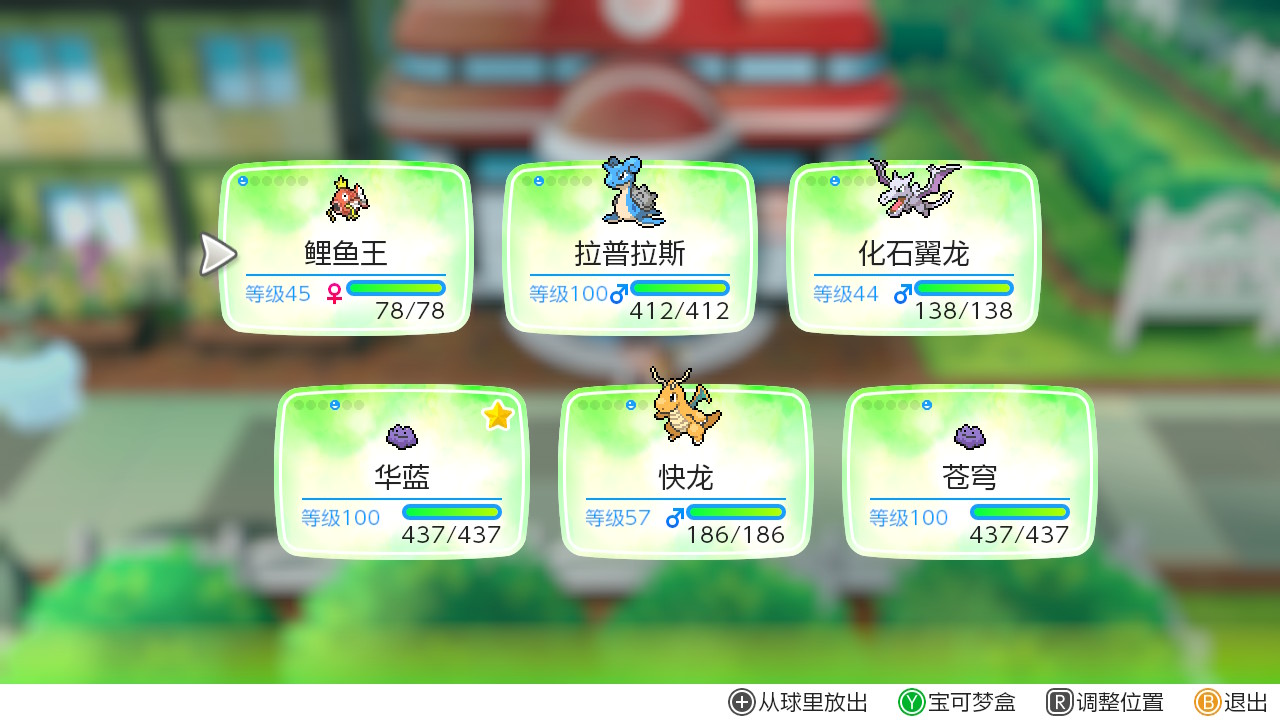 鲤鱼王
等级45 ♀
78/78
拉普拉斯
等级100♂
412/412
化石翼龙
等级44 ♂
138/138
华蓝
等级100
437/437
快龙
等级57 ♂
186/186
苍穹
等级100
437/437
+从球里放出 Y宝可梦盒 R调整位置 B退出